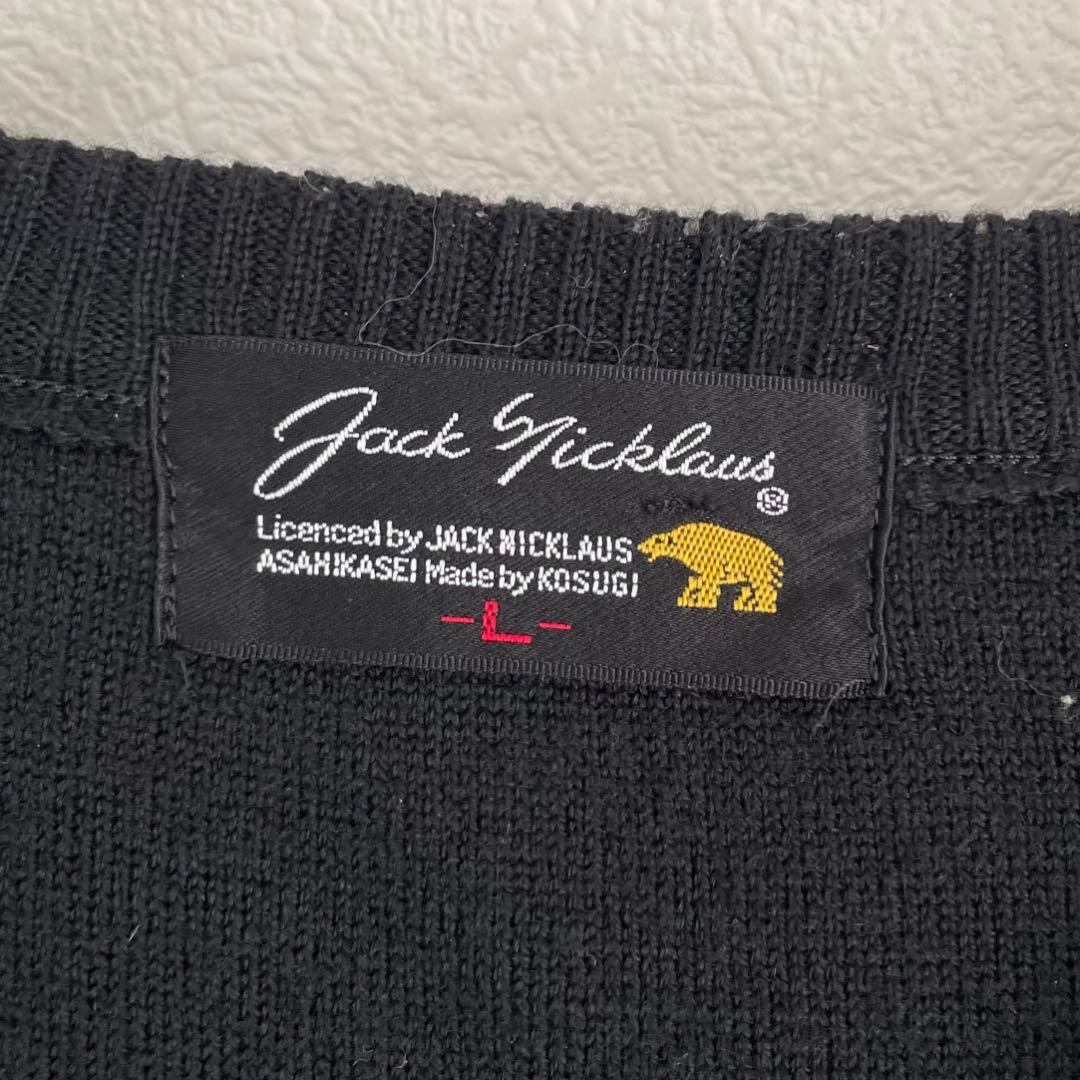 Jack Nicklaus®
Licenced by JACK NICKLAUS
ASAHIKASEI Made by KOSUGI
-L-